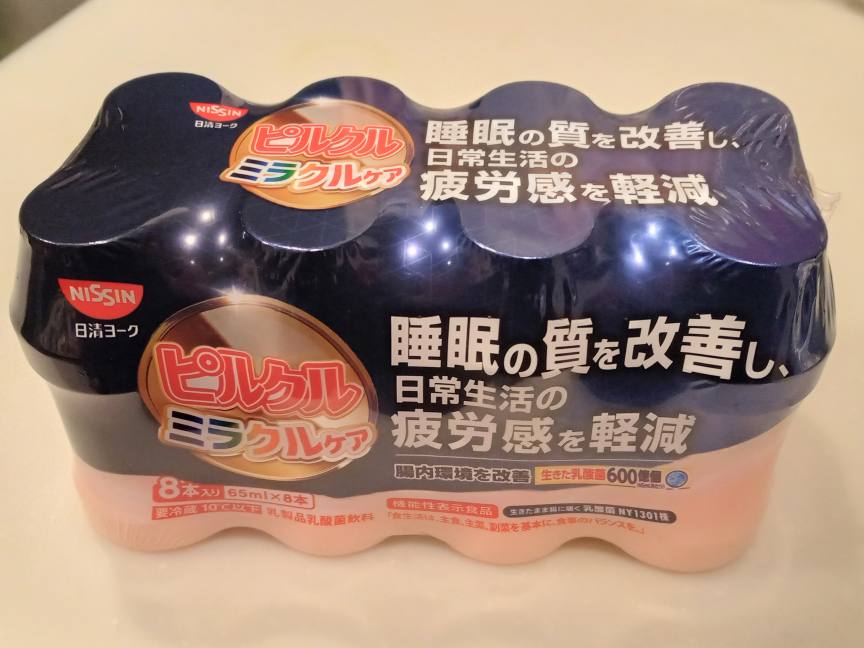 NISSIN
日清ヨーク
ピルクル
ミラクルケア
睡眠の質を改善し、
日常生活の
疲労感を軽減
NISSIN
日清ヨーク
ピルクル
ミラクルケア
睡眠の質を改善し、
日常生活の
疲労感を軽減
腸内環境を改善 生きた乳酸菌600億個
8本入り 65ml×8本
要冷蔵 10℃以下 乳製品乳酸菌飲料
機能性表示食品 生きたまま腸に届く 乳酸菌 NY1301株
「食生活は、主食、主菜、副菜を基本に、食事のバランスを。」